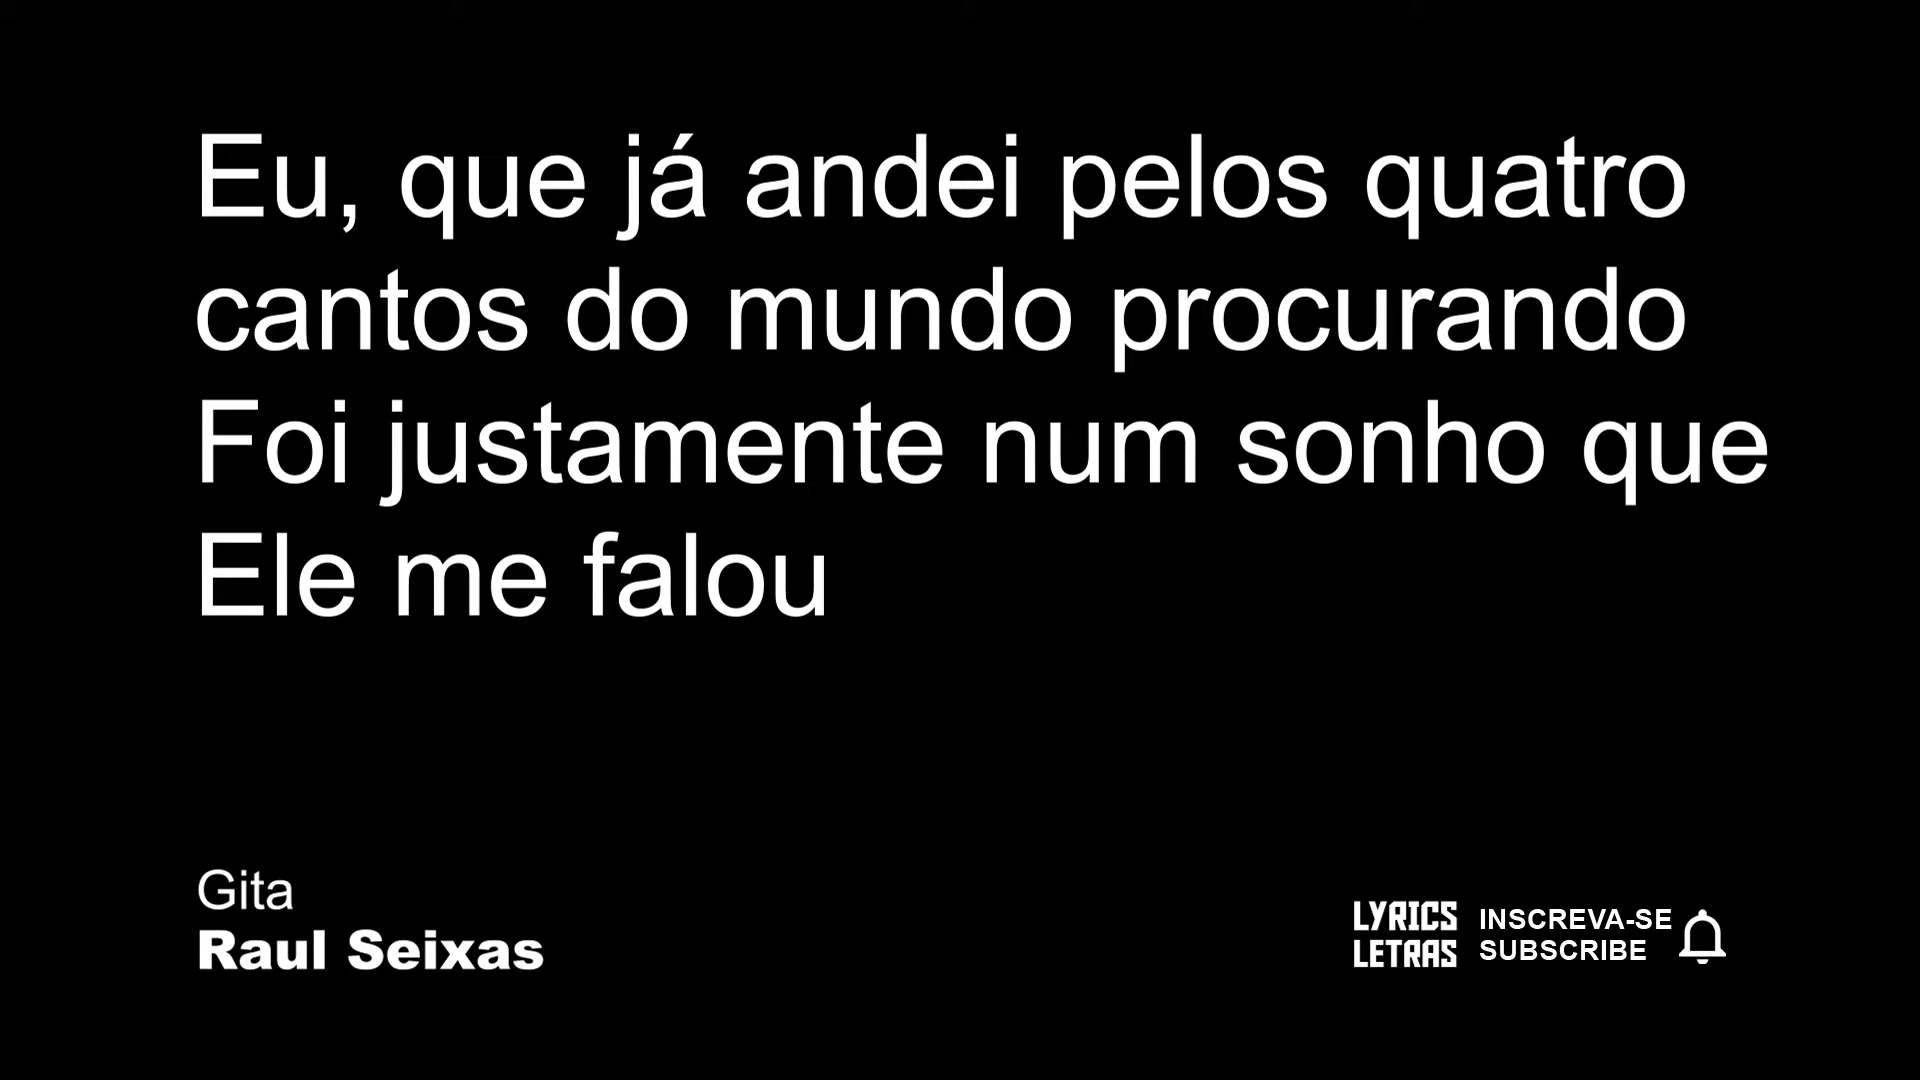 Eu, que já andei pelos quatro
cantos do mundo procurando
Foi justamente num sonho que
Ele me falou
Gita
Raul Seixas
LYRICS
LETRAS
INSCREVA-SE
SUBSCRIBE